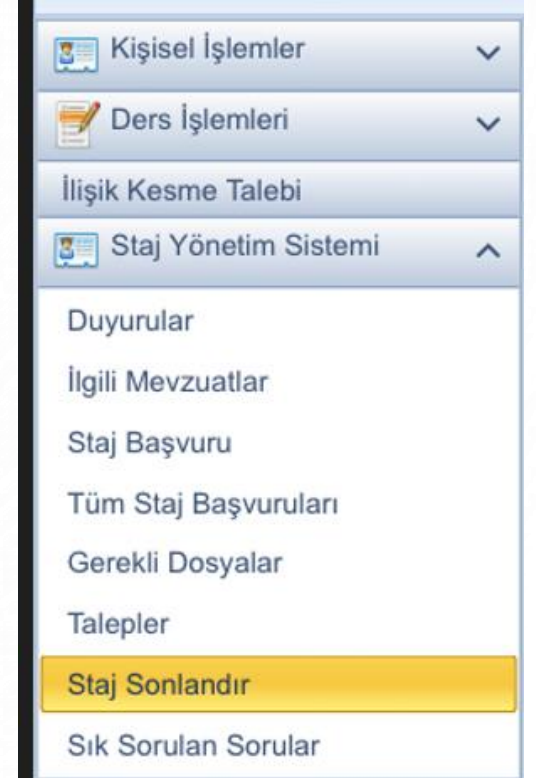 Kişisel İşlemler
Ders İşlemleri
İlişik Kesme Talebi
Staj Yönetim Sistemi
Duyurular
İlgili Mevzuatlar
Staj Başvuru
Tüm Staj Başvuruları
Gerekli Dosyalar
Talepler
Staj Sonlandır
Sık Sorulan Sorular